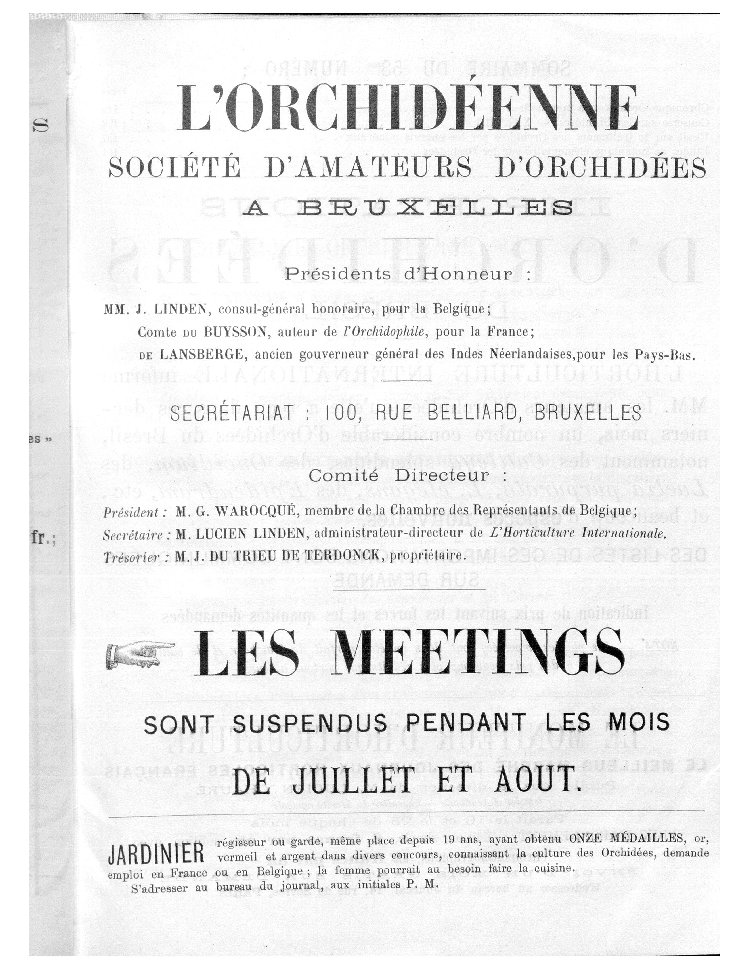 L'ORCHIDÉENNE
SOCIÉTÉ D'AMATEURS D'ORCHIDÉES
A BRUXELLES
Présidents d'Honneur :
MM. J. LINDEN, consul-général honoraire, pour la Belgique;
Comte DU BUYSSON, auteur de l'Orchidophile, pour la France;
DE LANSBERGE, ancien gouverneur général des Indes Néerlandaises,pour les Pays-Bas.
SECRÉTARIAT : 100, RUE BELLIARD, BRUXELLES
Comité Directeur :
Président : M. G. WAROCQUÉ, membre de la Chambre des Représentants de Belgique;
Secrétaire : M. LUCIEN LINDEN, administrateur-directeur de L'Horticulture Internationale.
Trésorier : M. J. DU TRIEU DE TERDONCK, propriétaire.
LES MEETINGS
SONT SUSPENDUS PENDANT LES MOIS
DE JUILLET ET AOUT.
JARDINIER régisseur ou garde, même place depuis 19 ans, ayant obtenu ONZE MÉDAILLES, or,
vermeil et argent dans divers concours, connaissant la culture des Orchidées, demande
emploi en France ou en Belgique; la femme pourrait au besoin faire la cuisine.
S'adresser au bureau du journal, aux initiales P. M.
S
es »
fr.;